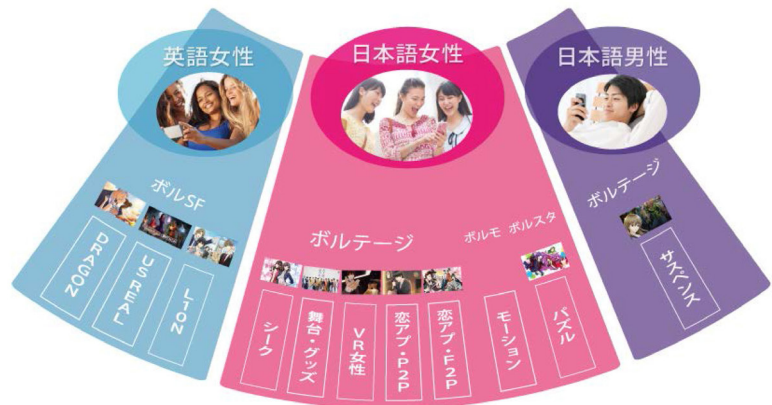 英語女性
日本語女性
日本語男性
ボルSF
DRAGON
US REAL
LION
ボルテージ
シーク
舞台・グッズ
VR女性
恋アプ・P2P
恋アプ・F2P
ボルモ ボルスタ
モーション
パズル
ボルテージ
サスペンス